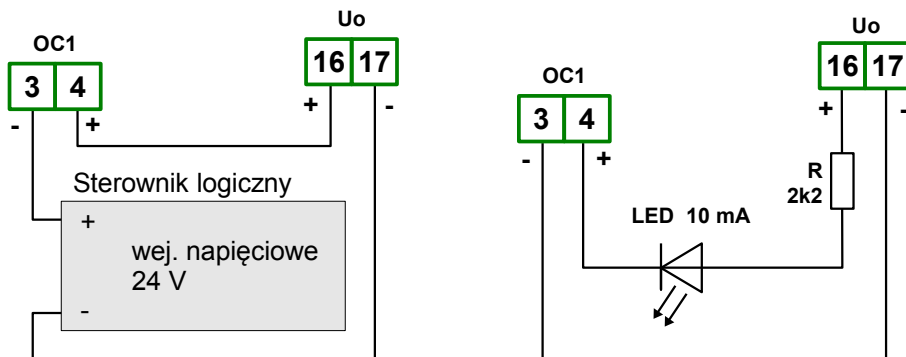 OC1
3 4
- +
Uo
16 17
+ -
Sterownik logiczny
+
wej. napięciowe
24 V
-
OC1
3 4
- +
Uo
16 17
+ -
R
2k2
LED 10 mA